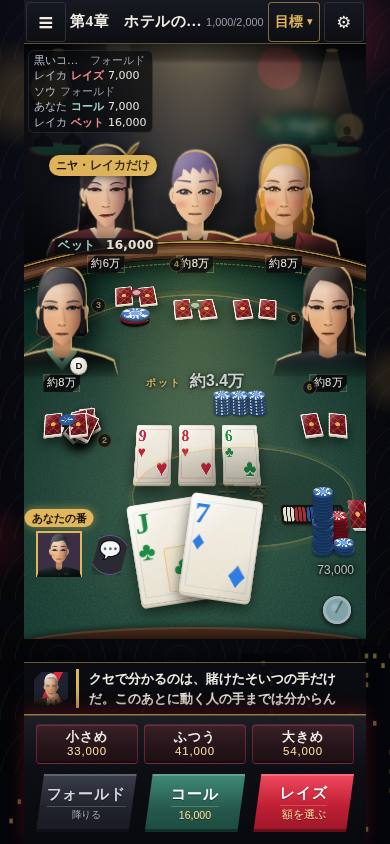 第4章　ホテルの… 1,000/2,000 目標 ▾
黒いコ… フォールド
レイカ レイズ 7,000
ソウ フォールド
あなた コール 7,000
レイカ ベット 16,000
ニヤ・レイカだけ
ベット 16,000
約6万
4 約8万
約8万
3
5
D
約8万
6 約8万
ポット 約3.4万
2
9
8
6
J
7
あなたの番
73,000
クセで分かるのは、賭けたそいつの手だけ
だ。このあとに動く人の手までは分からん
小さめ
33,000
ふつう
41,000
大きめ
54,000
フォールド
降りる
コール
16,000
レイズ
額を選ぶ